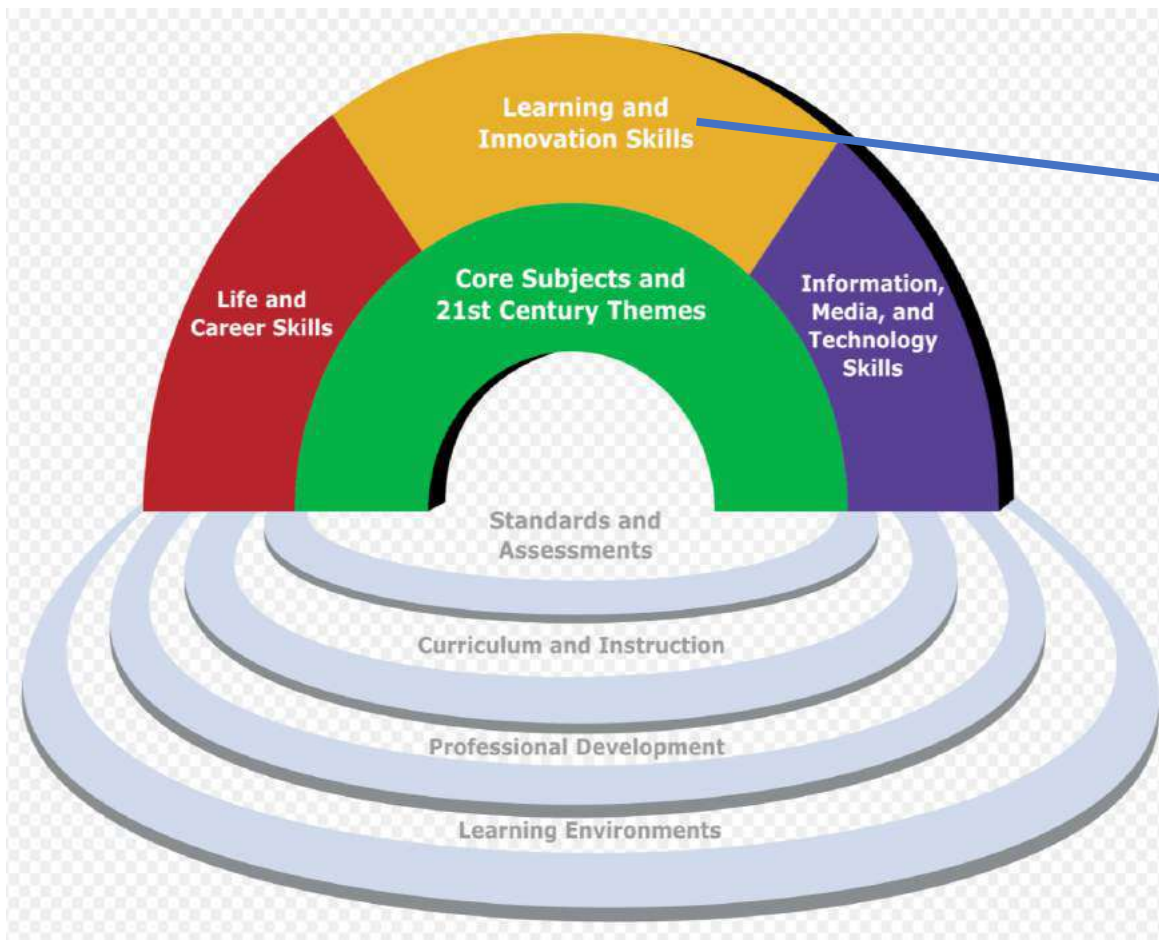 Learning and
Innovation Skills
Core Subjects and
21st Century Themes
Life and
Career Skills
Information,
Media, and
Technology
Skills
Standards and
Assessments
Curriculum and Instruction
Professional Development
Learning Environments